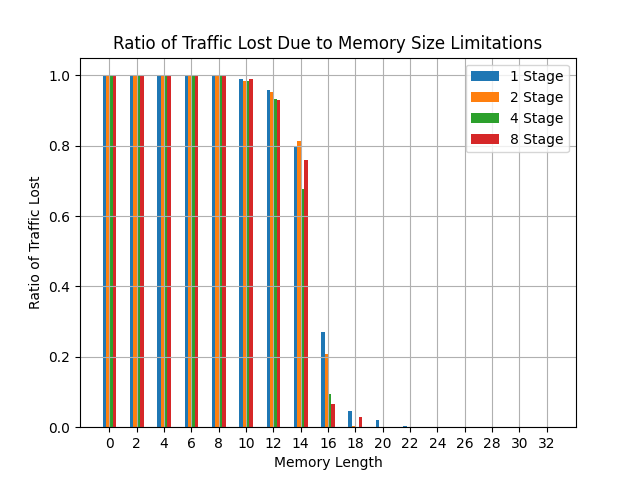 Ratio of Traffic Lost Due to Memory Size Limitations
1 Stage
2 Stage
4 Stage
8 Stage
Ratio of Traffic Lost
1.0
0.8
0.6
0.4
0.2
0.0
0 2 4 6 8 10 12 14 16 18 20 22 24 26 28 30 32
Memory Length